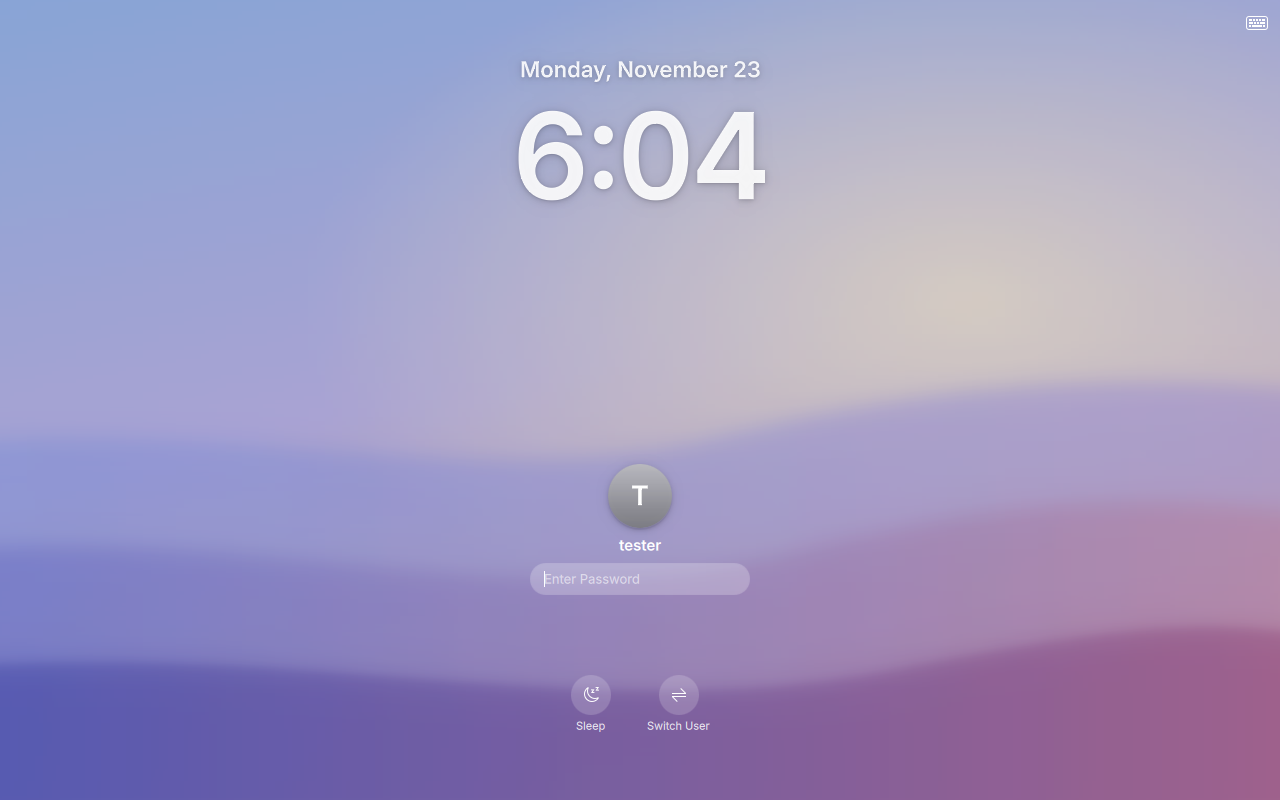 Monday, November 23
6:04
T
tester
Enter Password
Sleep
Switch User